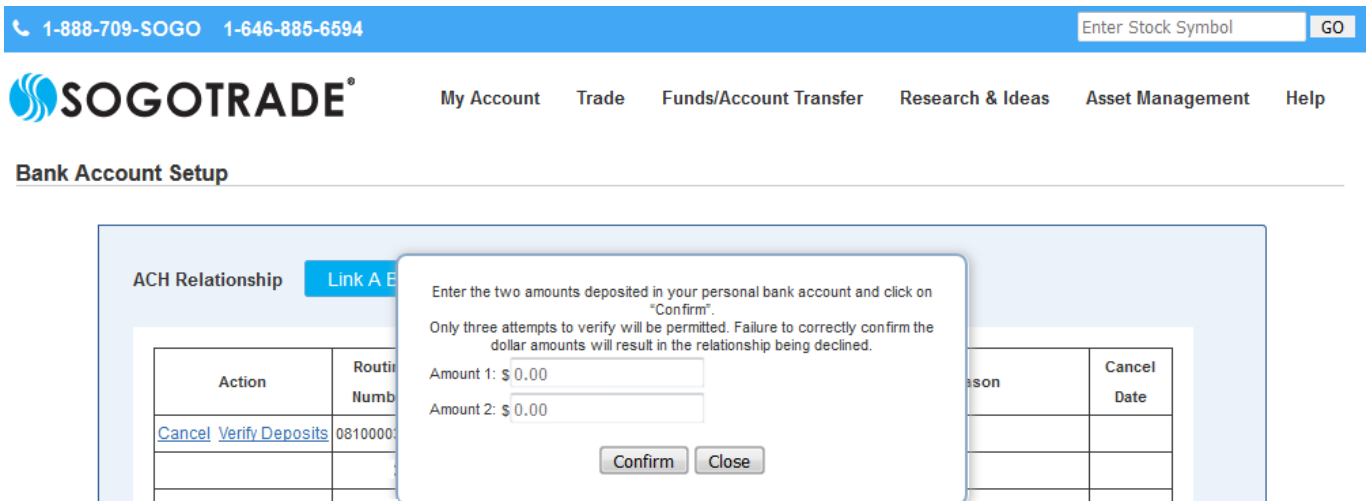 1-888-709-SOGO 1-646-885-6594
Enter Stock Symbol GO
SOGOTRADE®
My Account Trade Funds/Account Transfer Research & Ideas Asset Management Help
Bank Account Setup
ACH Relationship Link A
Enter the two amounts deposited in your personal bank account and click on
“Confirm”.
Only three attempts to verify will be permitted. Failure to correctly confirm the
dollar amounts will result in the relationship being declined.
Amount 1: $ 0.00
Amount 2: $ 0.00
Confirm Close
Action
Cancel
Date
Cancel Verify Deposits 0810000